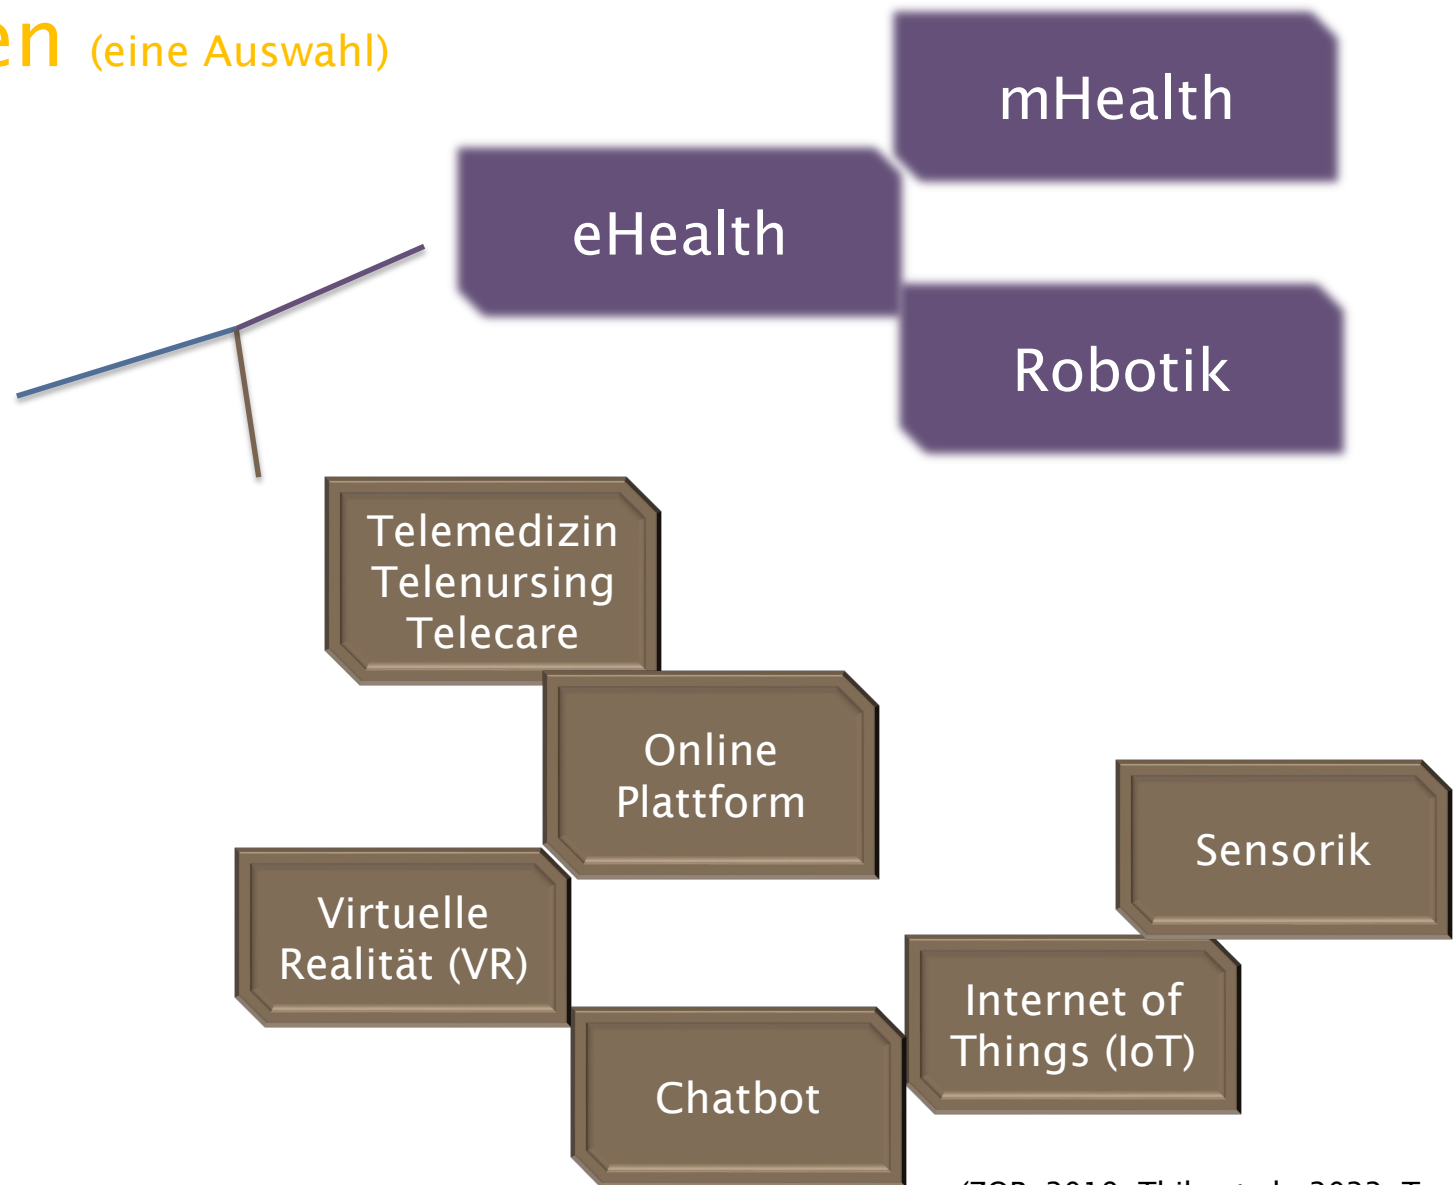 (eine Auswahl)
mHealth
eHealth
Robotik
Telemedizin
Telenursing
Telecare
Online
Plattform
Sensorik
Virtuelle
Realität (VR)
Internet of
Things (IoT)
Chatbot